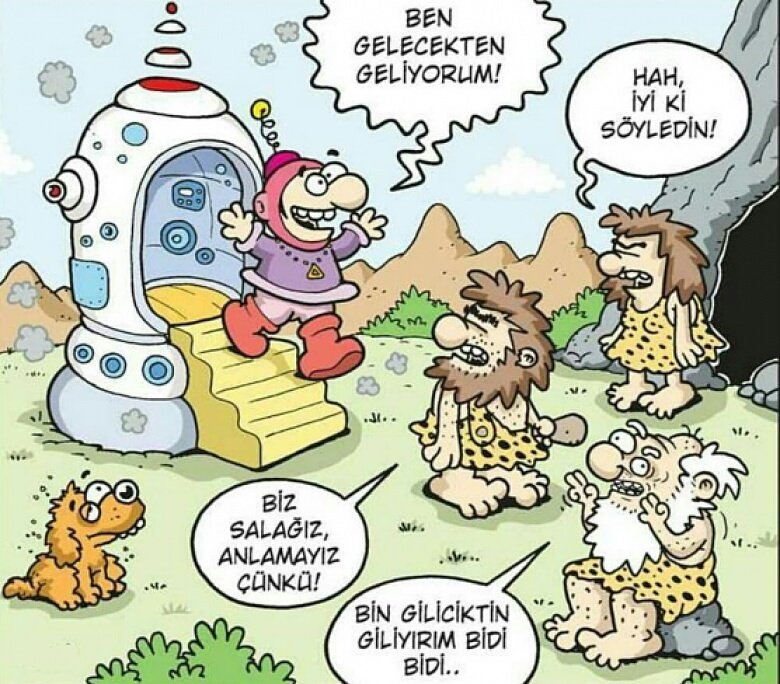 BEN
GELECEKTEN
GELİYORUM!
HAH,
İYİ Kİ
SÖYLEDİN!
BİZ
SALAĞIZ,
ANLAMAYIZ
ÇÜNKÜ!
BİN GİLİCİKTİN
GİLİYIRIM BİDİ
BİDİ..